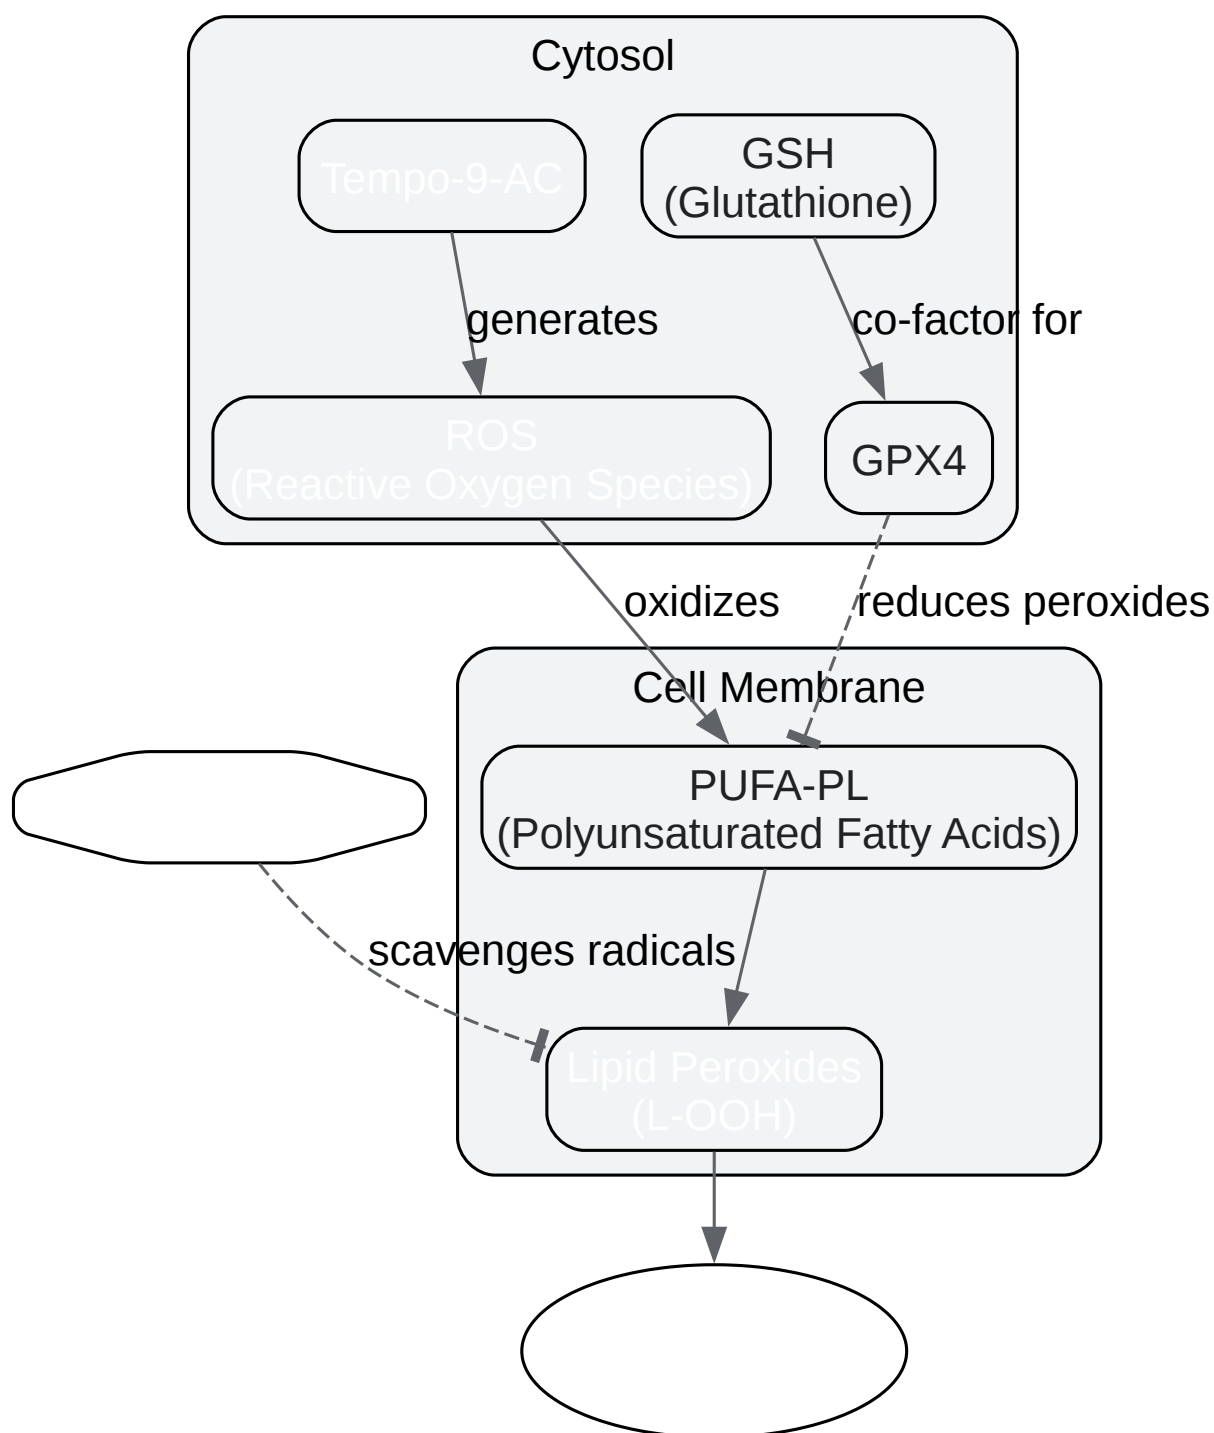 Cytosol
Tempo-9-AC
GSH
(Glutathione)
generates
co-factor for
ROS
(Reactive Oxygen Species)
GPX4
oxidizes
reduces peroxides
Cell Membrane
PUFA-PL
(Polyunsaturated Fatty Acids)
scavenges radicals
Lipid Peroxides
(L-OOH)